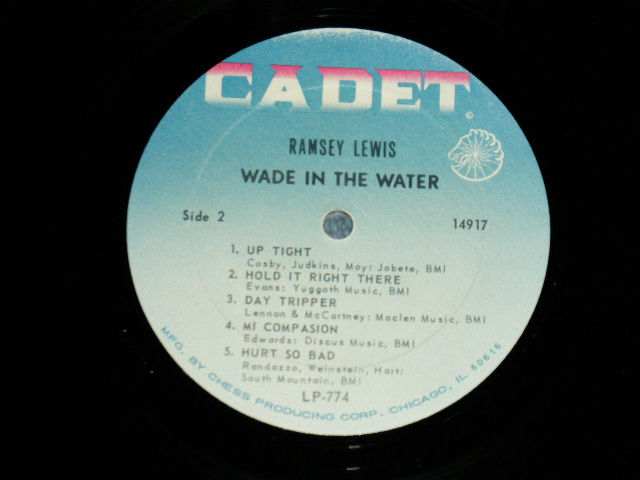 CADET
©
RAMSEY LEWIS
WADE IN THE WATER
Side 2
14917
1. UP TIGHT
Cosby, Judkins, Moy: Jobete, BMI
2. HOLD IT RIGHT THERE
Evans: Yuggoth Music, BMI
3. DAY TRIPPER
Lennon & McCartney: Maclen Music, BMI
4. MI COMPASION
Edwards: Discus Music, BMI
5. HURT SO BAD
Randazzo, Weinstein, Hart:
South Mountain, BMI
LP-774
MFG. BY CHESS PRODUCING CORP., CHICAGO, IL 60616